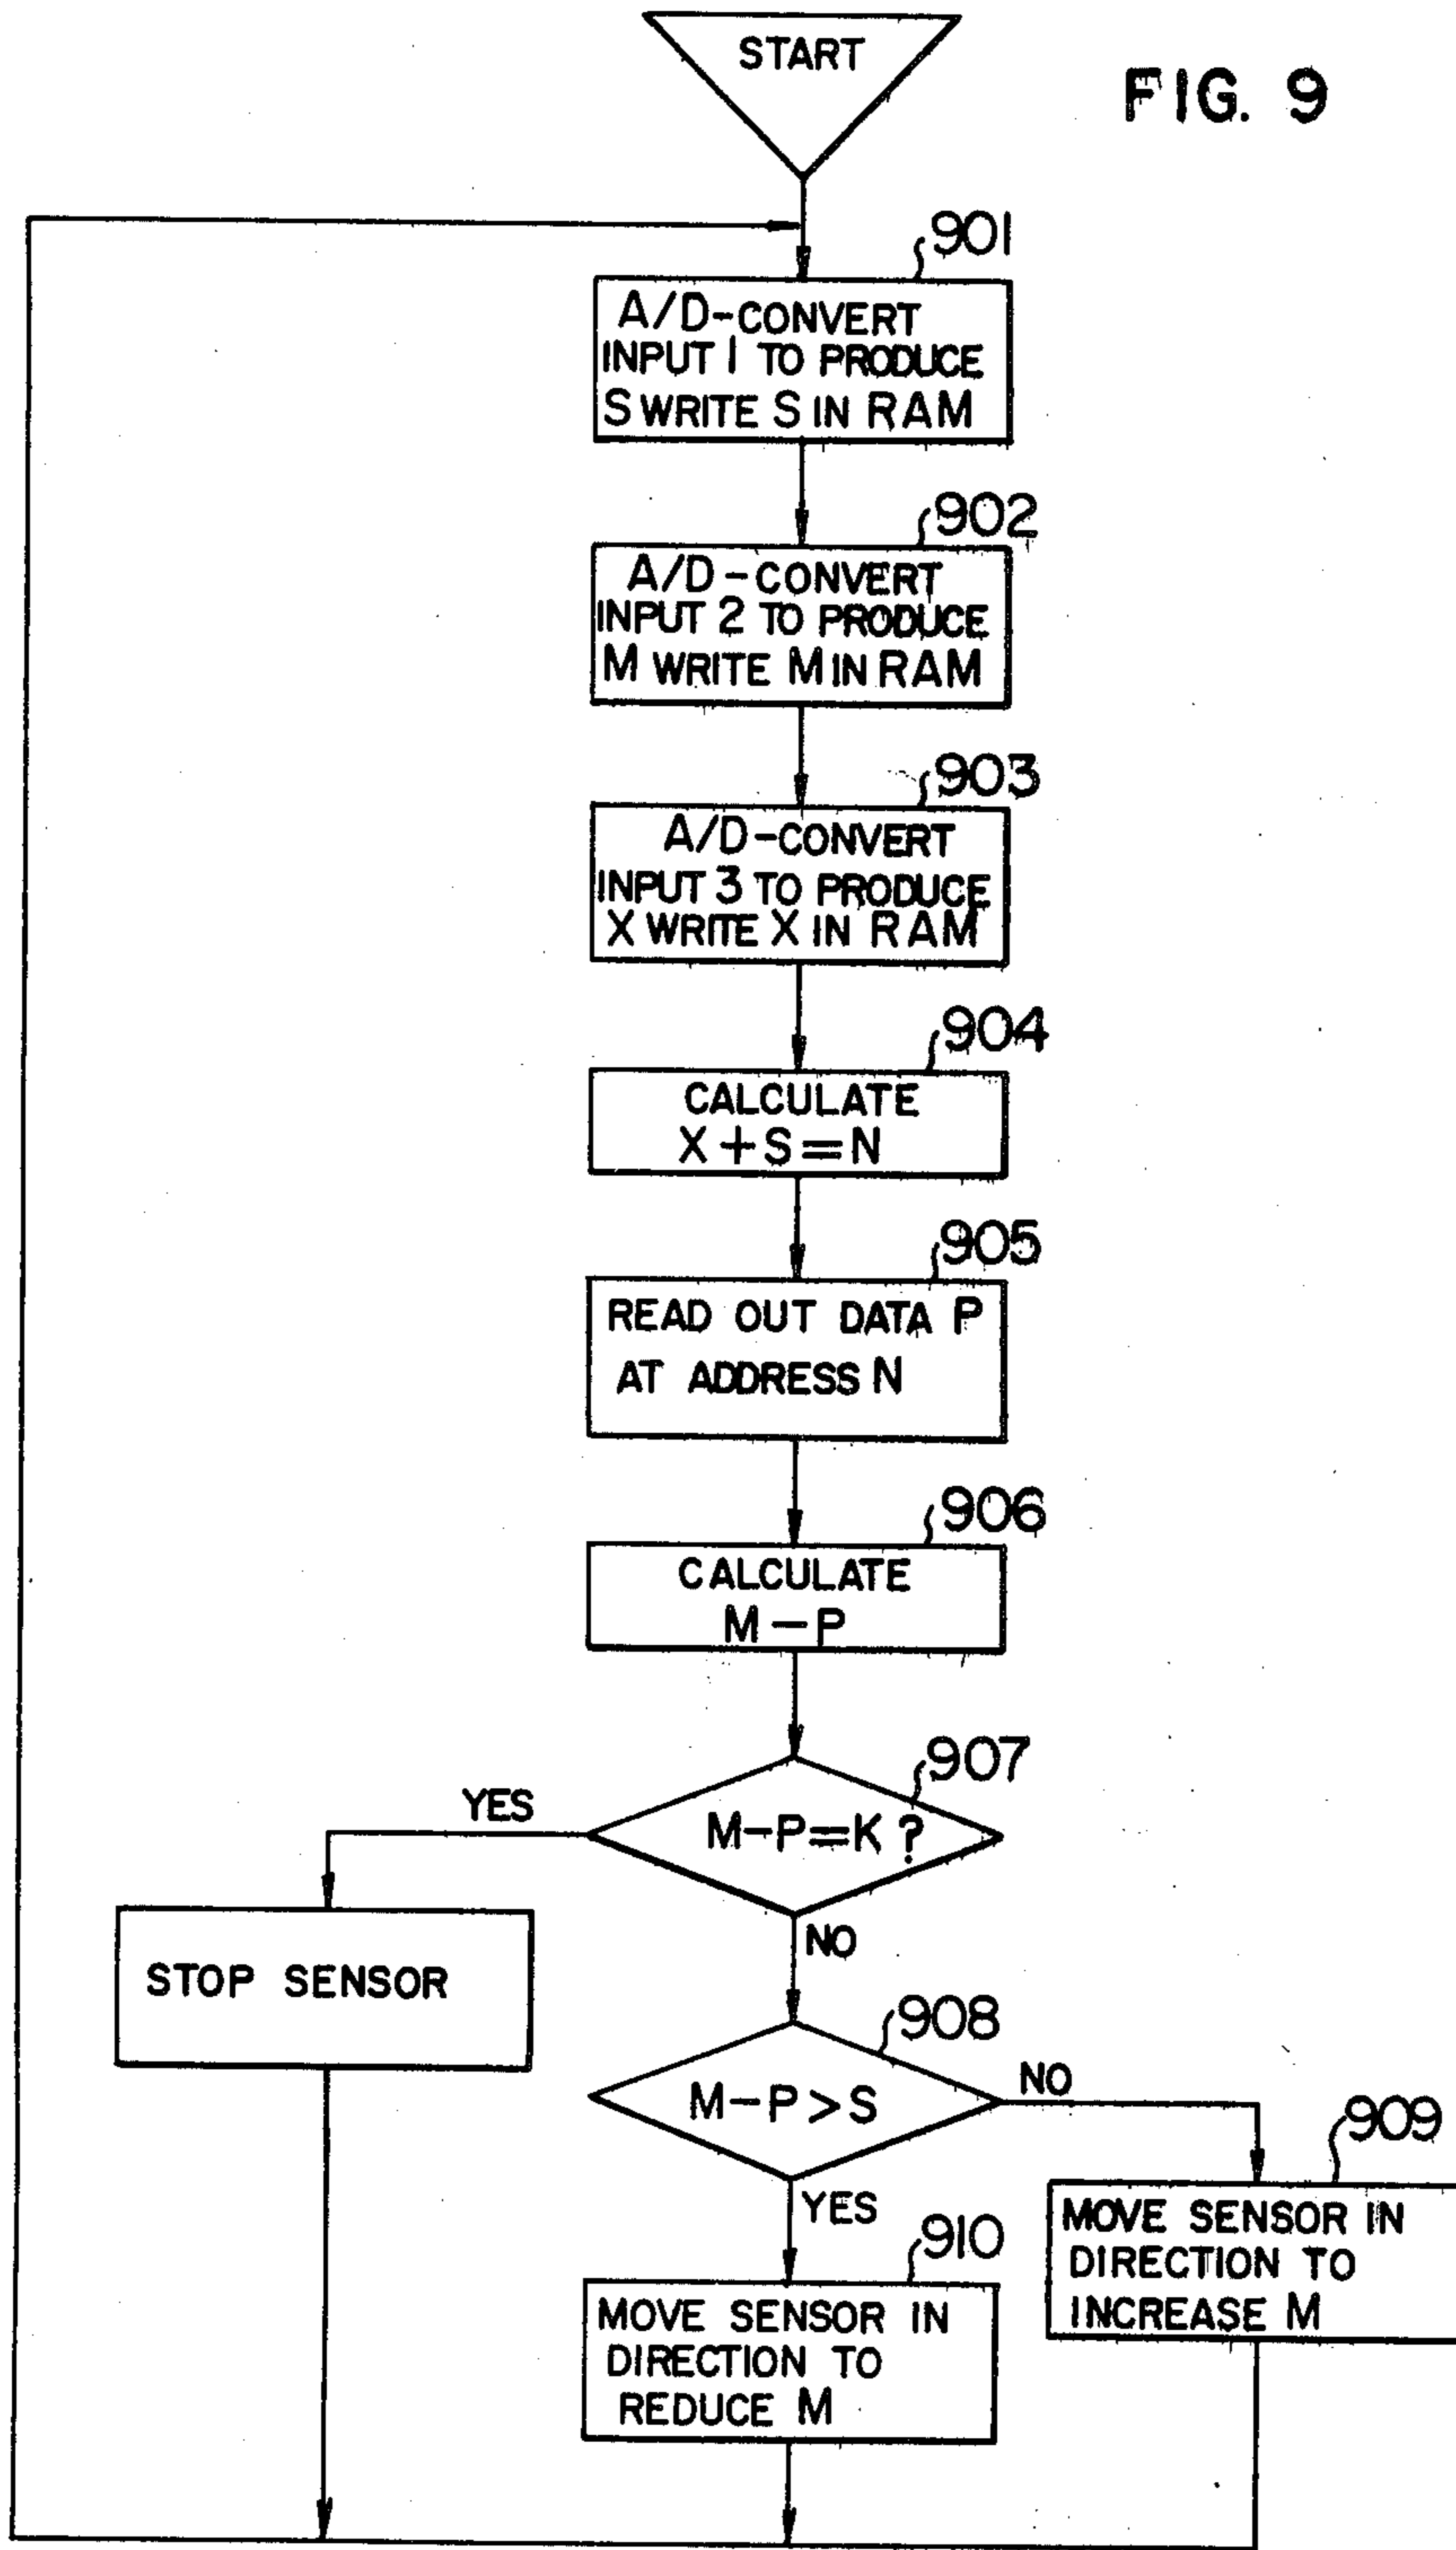 START
FIG. 9
901
A/D-CONVERT
INPUT 1 TO PRODUCE
S WRITE S IN RAM
902
A/D-CONVERT
INPUT 2 TO PRODUCE
M WRITE M IN RAM
903
A/D-CONVERT
INPUT 3 TO PRODUCE
X WRITE X IN RAM
904
CALCULATE
X+S=N
905
READ OUT DATA P
AT ADDRESS N
906
CALCULATE
M-P
907
M-P=K?
YES
NO
STOP SENSOR
908
M-P>S
NO
YES
909
MOVE SENSOR IN
DIRECTION TO
INCREASE M
910
MOVE SENSOR IN
DIRECTION TO
REDUCE M